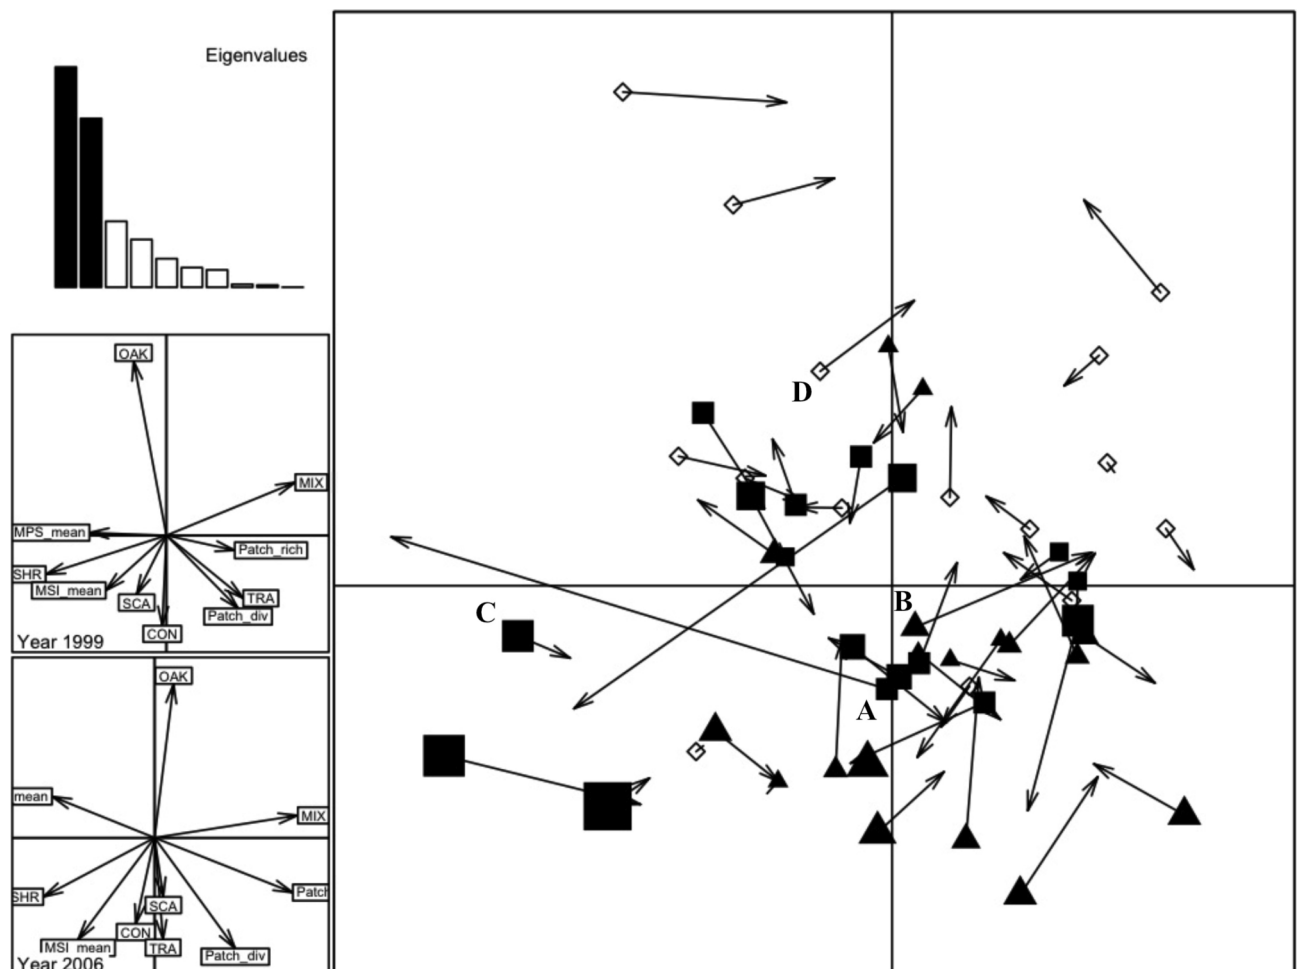 Eigenvalues
OAK
MIX
MPS_mean
Patch_rich
SHR
MSI_mean
SCA
TRA
Patch_div
CON
Year 1999
OAK
mean
MIX
SHR
Patch
SCA
CON
MSI_mean
TRA
Patch_div
Year 2006
D
B
C
A